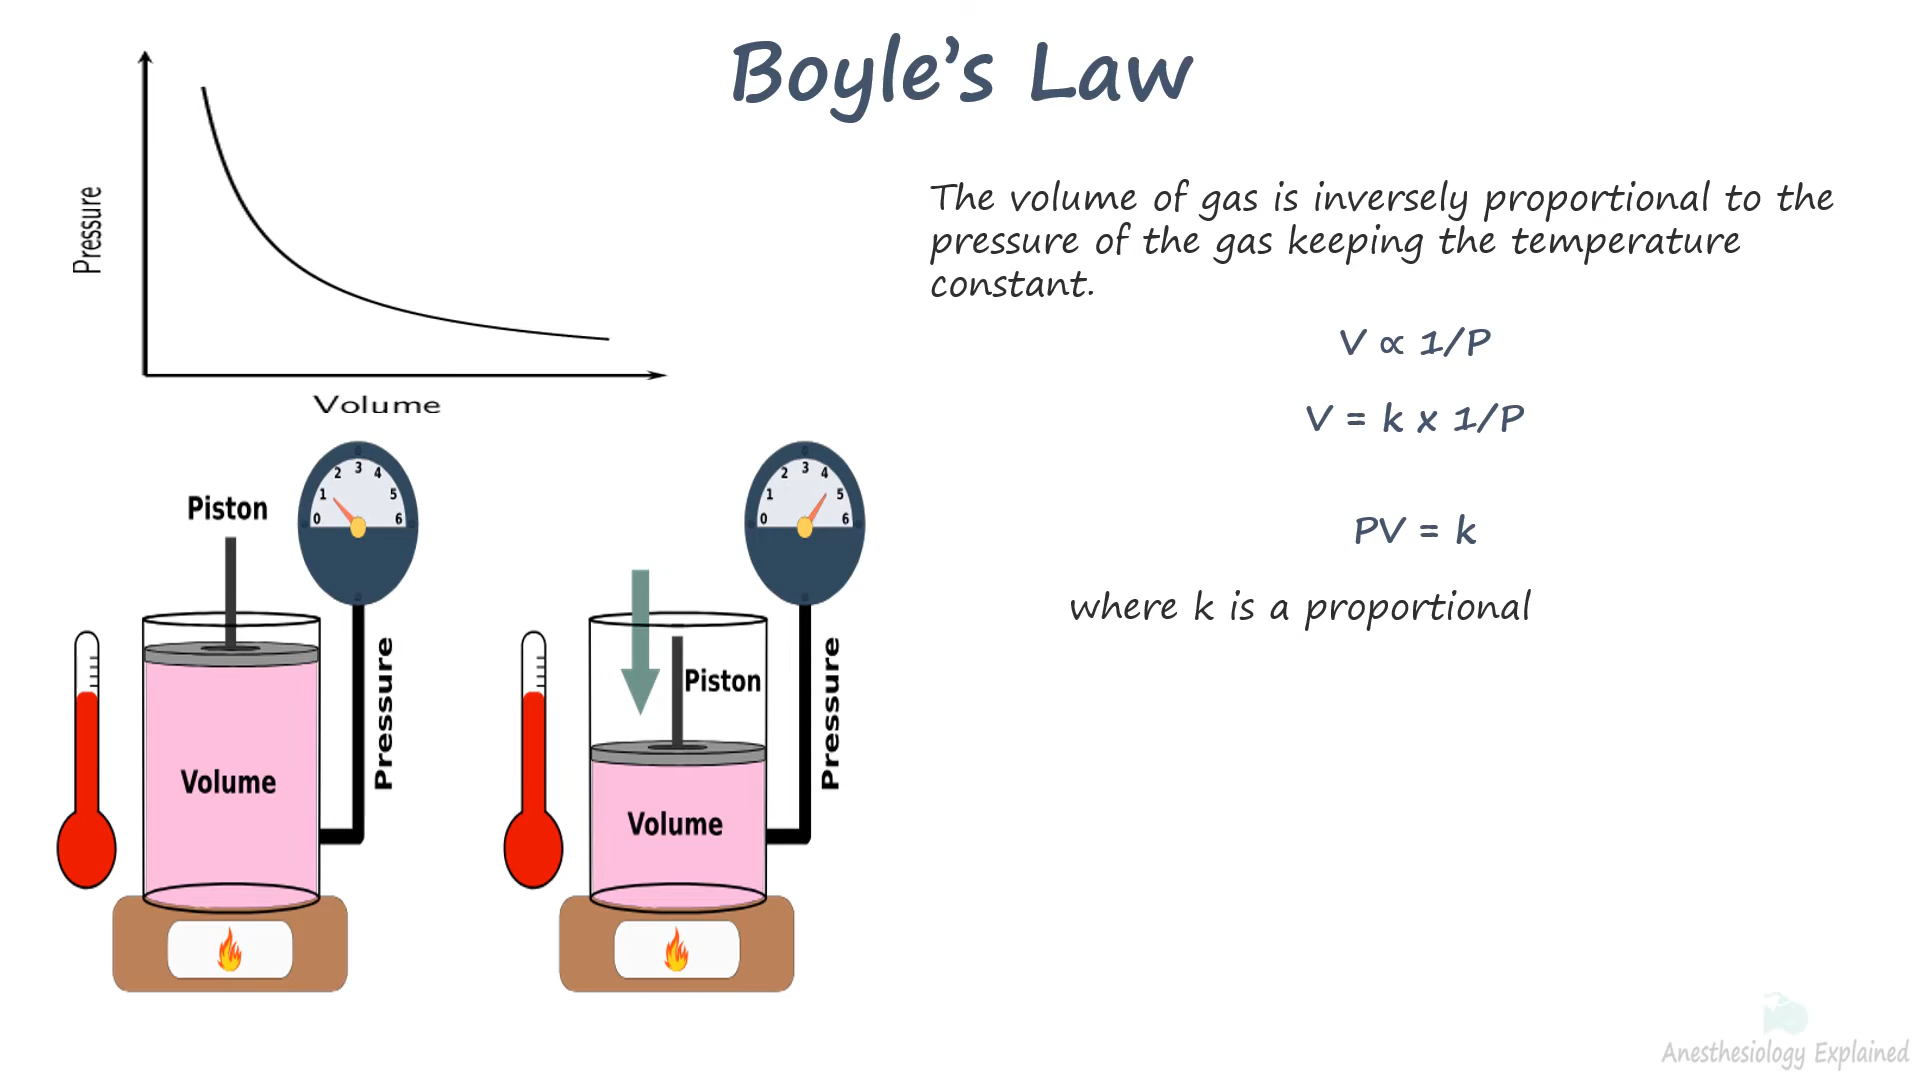 Boyle's Law
Pressure
Volume
The volume of gas is inversely proportional to the
pressure of the gas keeping the temperature
constant.
V ∝ 1/P
V = k x 1/P
PV = k
where k is a proportional
Piston
0 1 2 3 4 5 6
Pressure
Volume
0 1 2 3 4 5 6
Piston
Pressure
Volume
Anesthesiology Explained